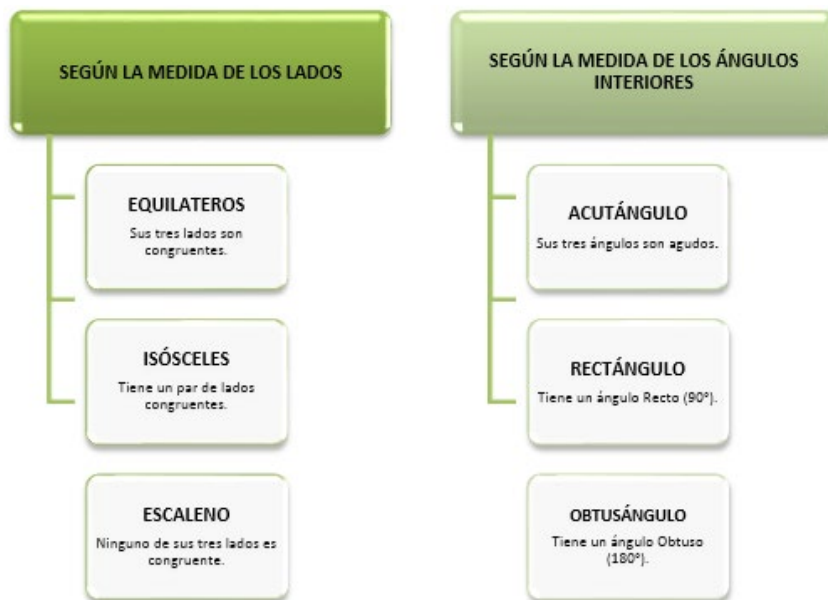 SEGÚN LA MEDIDA DE LOS LADOS
EQUILATEROS
Sus tres lados son
congruentes.
ISÓSCELES
Tiene un par de lados
congruentes.
ESCALENO
Ninguno de sus tres lados es
congruente.
SEGÚN LA MEDIDA DE LOS ÁNGULOS
INTERIORES
ACUTÁNGULO
Sus tres ángulos son agudos.
RECTÁNGULO
Tiene un ángulo Recto (90°).
OBTUSÁNGULO
Tiene un ángulo Obtuso
(180°).